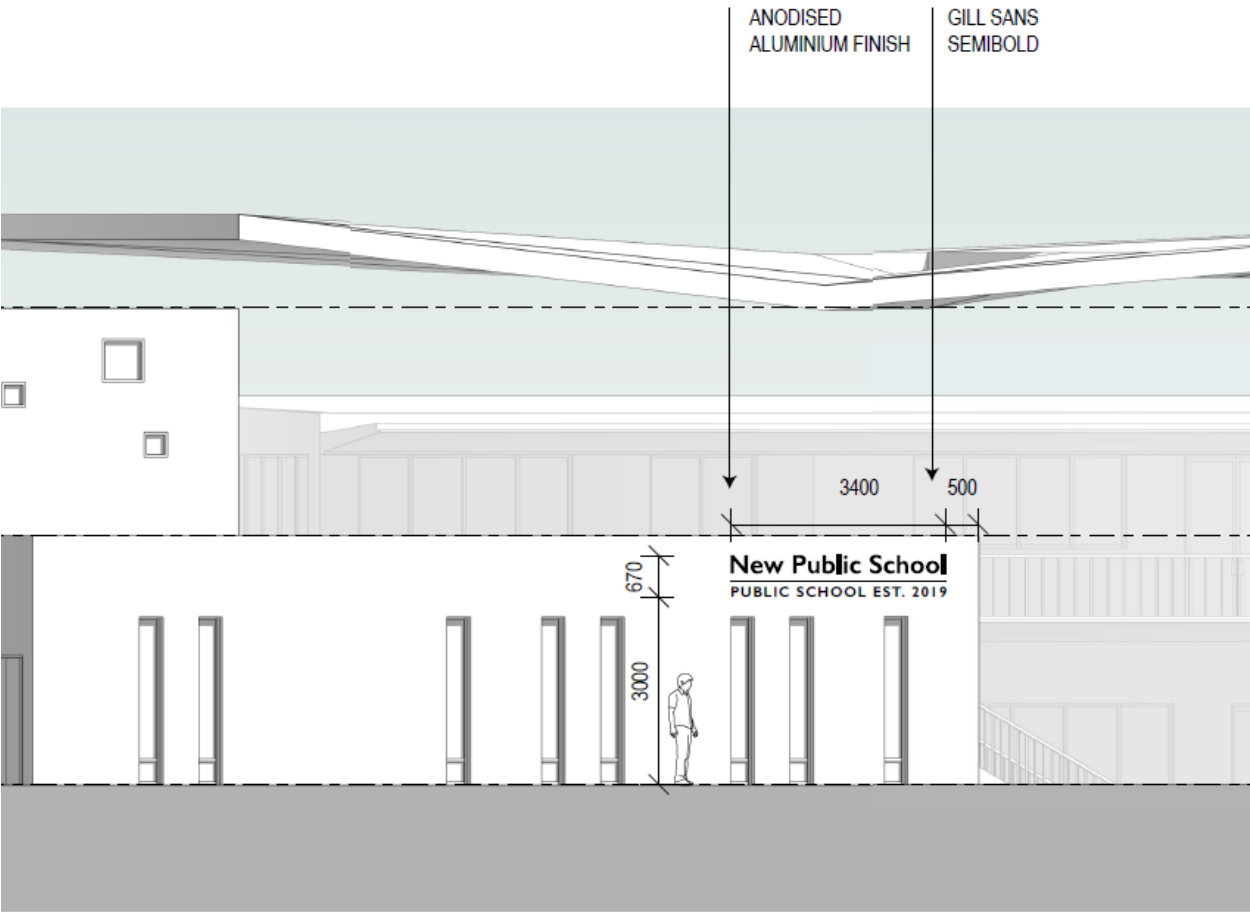 ANODISED
ALUMINIUM FINISH
GILL SANS
SEMIBOLD
3400
500
670
New Public School
PUBLIC SCHOOL EST. 2019
3000